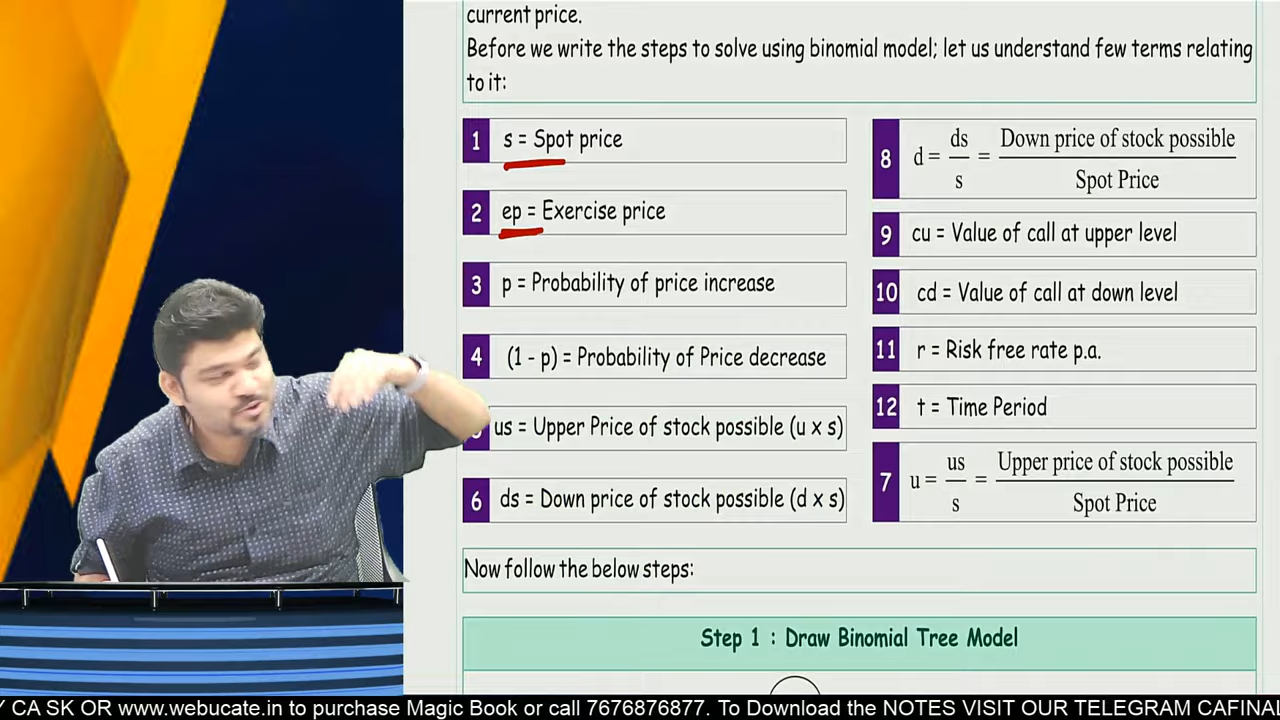 current price.
Before we write the steps to solve using binomial model; let us understand few terms relating
to it:
1 s = Spot price
2 ep = Exercise price
3 p = Probability of price increase
4 (1 - p) = Probability of Price decrease
us = Upper Price of stock possible (u x s)
6 ds = Down price of stock possible (d x s)
8 d = ds/s = Down price of stock possible / Spot Price
9 cu = Value of call at upper level
10 cd = Value of call at down level
11 r = Risk free rate p.a.
12 t = Time Period
7 u = us/s = Upper price of stock possible / Spot Price
Now follow the below steps:
Step 1 : Draw Binomial Tree Model
Y CA SK OR www.webucate.in to purchase Magic Book or call 7676876877. To Download the NOTES VISIT OUR TELEGRAM CAFINAL